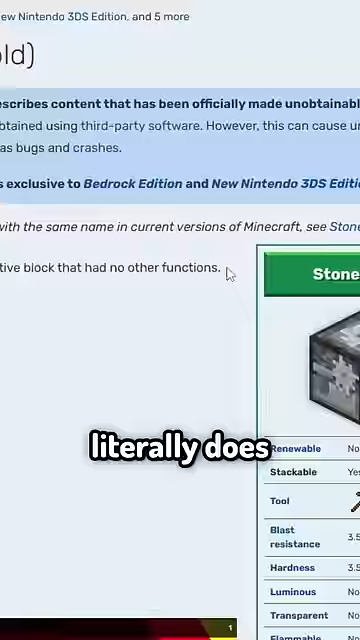 ew Nintendo 3DS Edition, and 5 more
old)
escribes content that has been officially made unobtainabl
btained using third-party software. However, this can cause un
as bugs and crashes.
s exclusive to Bedrock Edition and New Nintendo 3DS Editi
with the same name in current versions of Minecraft, see Stone
tive block that had no other functions.
Stone
literally does
Renewable No
Stackable Yes
Tool
Blast resistance 3.5
Hardness 3.5
Luminous No
Transparent No
Flammable No
1